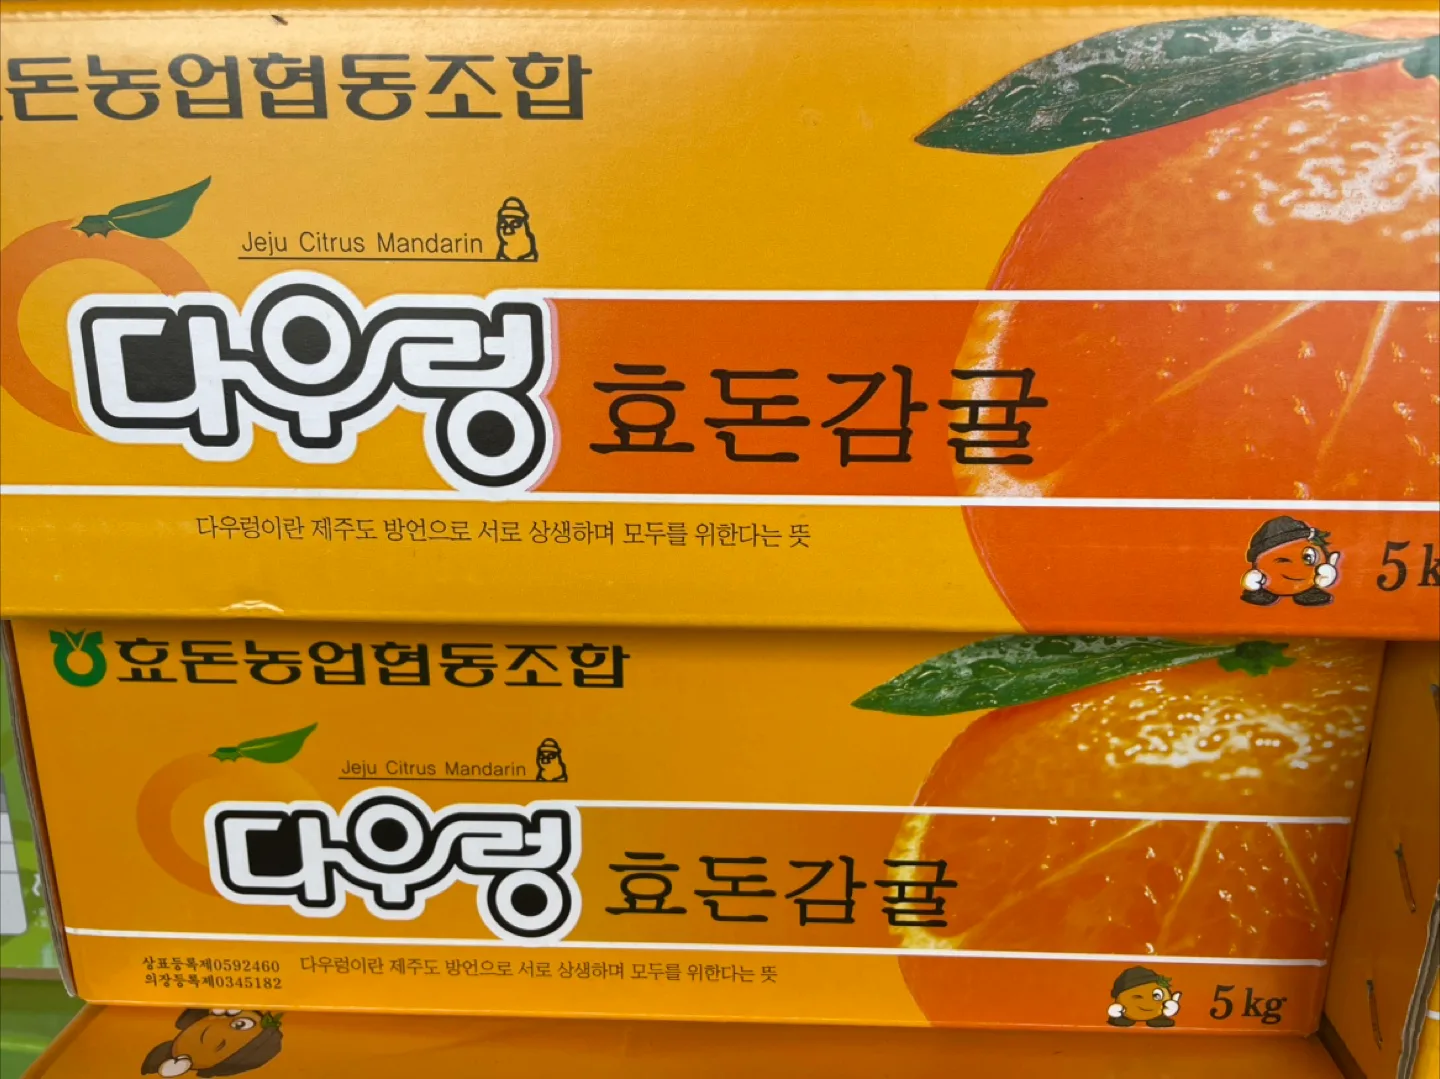 돈농업협동조합
Jeju Citrus Mandarin
다우렁 효돈감귤
다우렁이란 제주도 방언으로 서로 상생하며 모두를 위한다는 뜻
5k
효돈농업협동조합
Jeju Citrus Mandarin
다우렁 효돈감귤
상표등록제0592460
의장등록제0345182
다우렁이란 제주도 방언으로 서로 상생하며 모두를 위한다는 뜻
5 kg